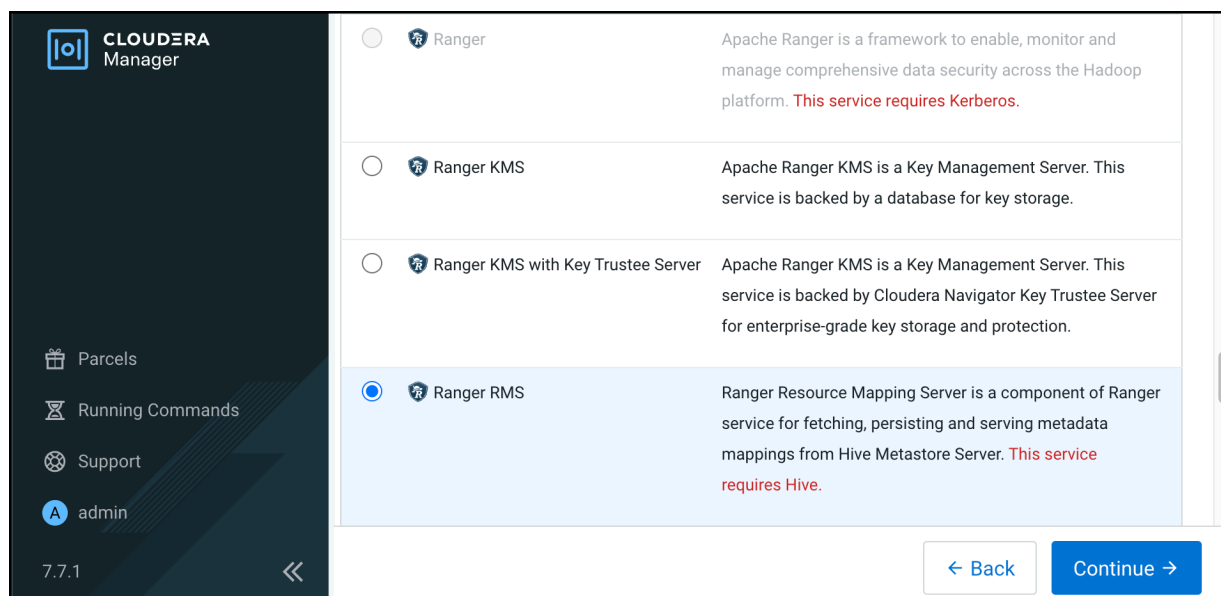 CLOUDERA
Manager
Parcels
Running Commands
Support
A admin
7.7.1
Ranger
Apache Ranger is a framework to enable, monitor and
manage comprehensive data security across the Hadoop
platform. This service requires Kerberos.
Ranger KMS
Apache Ranger KMS is a Key Management Server. This
service is backed by a database for key storage.
Ranger KMS with Key Trustee Server
Apache Ranger KMS is a Key Management Server. This
service is backed by Cloudera Navigator Key Trustee Server
for enterprise-grade key storage and protection.
Ranger RMS
Ranger Resource Mapping Server is a component of Ranger
service for fetching, persisting and serving metadata
mappings from Hive Metastore Server. This service
requires Hive.
Back
Continue